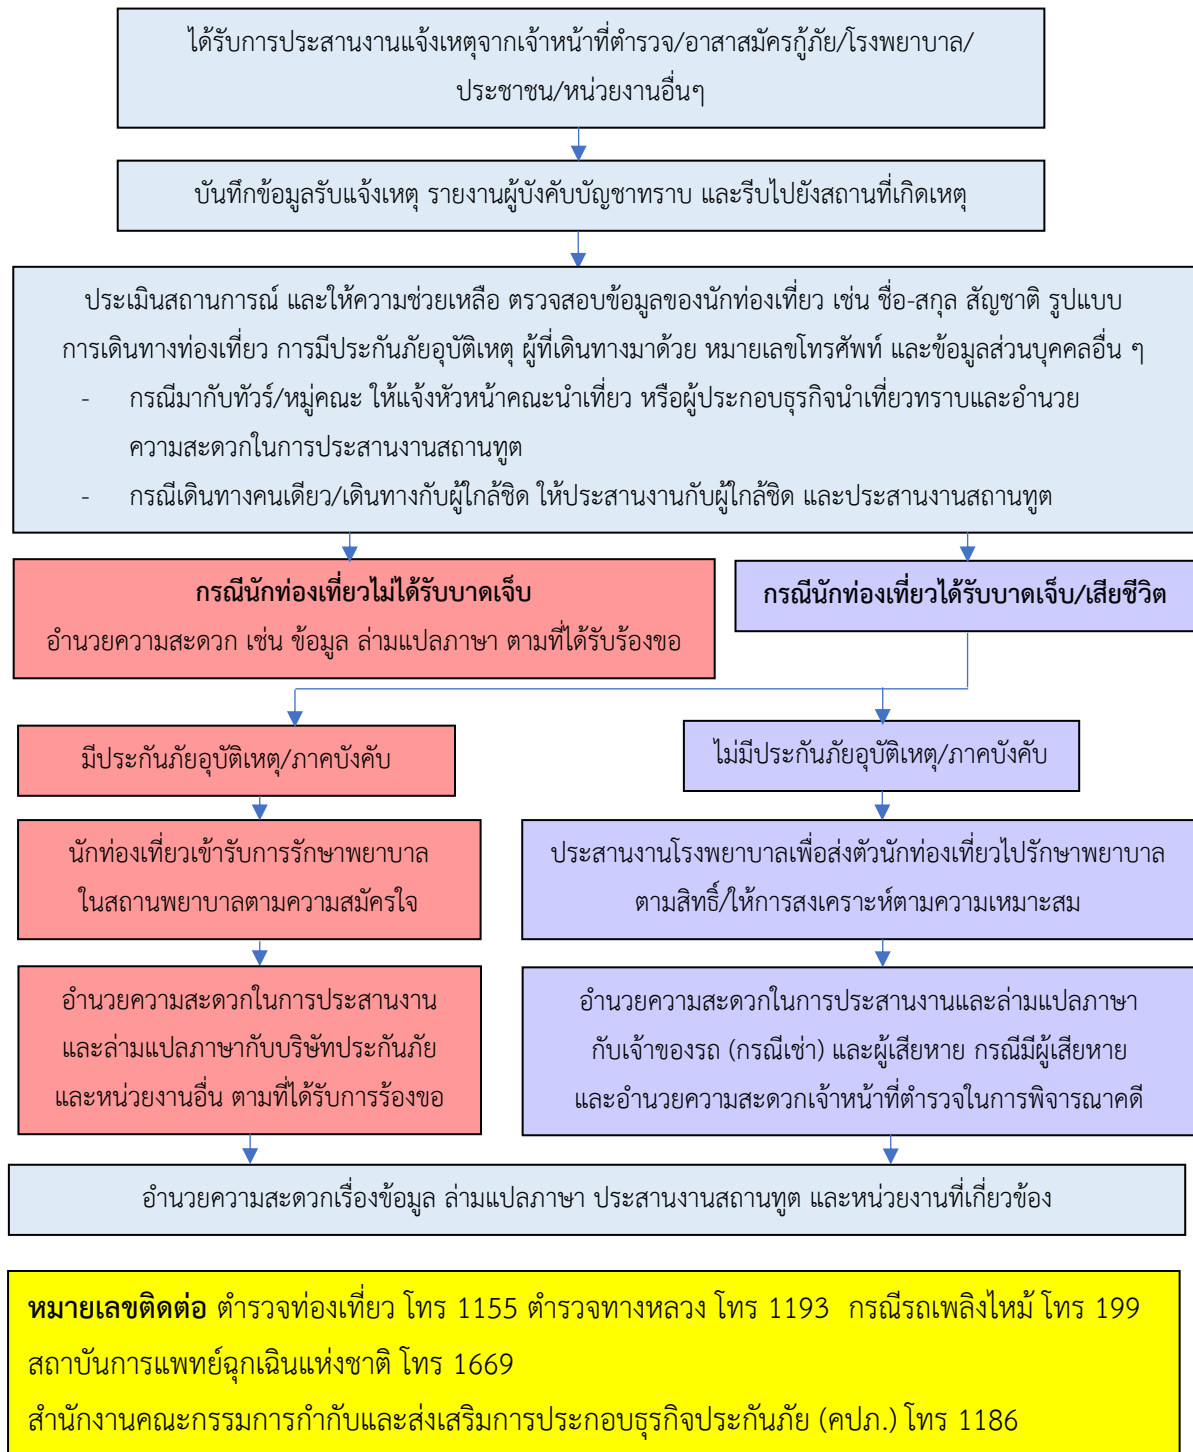 ได้รับการประสานงานแจ้งเหตุจากเจ้าหน้าที่ตำรวจ/อาสาสมัครกู้ภัย/โรงพยาบาล/
ประชาชน/หน่วยงานอื่นๆ
บันทึกข้อมูลรับแจ้งเหตุ รายงานผู้บังคับบัญชาทราบ และรีบไปยังสถานที่เกิดเหตุ
ประเมินสถานการณ์ และให้ความช่วยเหลือ ตรวจสอบข้อมูลของนักท่องเที่ยว เช่น ชื่อ-สกุล สัญชาติ รูปแบบ
การเดินทางท่องเที่ยว การมีประกันภัยอุบัติเหตุ ผู้ที่เดินทางมาด้วย หมายเลขโทรศัพท์ และข้อมูลส่วนบุคคลอื่น ๆ
- กรณีมากับทัวร์/หมู่คณะ ให้แจ้งหัวหน้าคณะนำเที่ยว หรือผู้ประกอบธุรกิจนำเที่ยวทราบและอำนวย
ความสะดวกในการประสานงานสถานทูต
- กรณีเดินทางคนเดียว/เดินทางกับผู้ใกล้ชิด ให้ประสานงานกับผู้ใกล้ชิด และประสานงานสถานทูต
กรณีนักท่องเที่ยวไม่ได้รับบาดเจ็บ
อำนวยความสะดวก เช่น ข้อมูล ล่ามแปลภาษา ตามที่ได้รับร้องขอ
กรณีนักท่องเที่ยวได้รับบาดเจ็บ/เสียชีวิต
มีประกันภัยอุบัติเหตุ/ภาคบังคับ
ไม่มีประกันภัยอุบัติเหตุ/ภาคบังคับ
นักท่องเที่ยวเข้ารับการรักษาพยาบาล
ในสถานพยาบาลตามความสมัครใจ
ประสานงานโรงพยาบาลเพื่อส่งตัวนักท่องเที่ยวไปรักษาพยาบาล
ตามสิทธิ์/ให้การสงเคราะห์ตามความเหมาะสม
อำนวยความสะดวกในการประสานงาน
และล่ามแปลภาษากับบริษัทประกันภัย
และหน่วยงานอื่น ตามที่ได้รับการร้องขอ
อำนวยความสะดวกในการประสานงานและล่ามแปลภาษา
กับเจ้าของรถ (กรณีเช่า) และผู้เสียหาย กรณีมีผู้เสียหาย
และอำนวยความสะดวกเจ้าหน้าที่ตำรวจในการพิจารณาคดี
อำนวยความสะดวกเรื่องข้อมูล ล่ามแปลภาษา ประสานงานสถานทูต และหน่วยงานที่เกี่ยวข้อง
หมายเลขติดต่อ ตำรวจท่องเที่ยว โทร 1155 ตำรวจทางหลวง โทร 1193 กรณีรถเพลิงไหม้ โทร 199
สถาบันการแพทย์ฉุกเฉินแห่งชาติ โทร 1669
สำนักงานคณะกรรมการกำกับและส่งเสริมการประกอบธุรกิจประกันภัย (คปภ.) โทร 1186